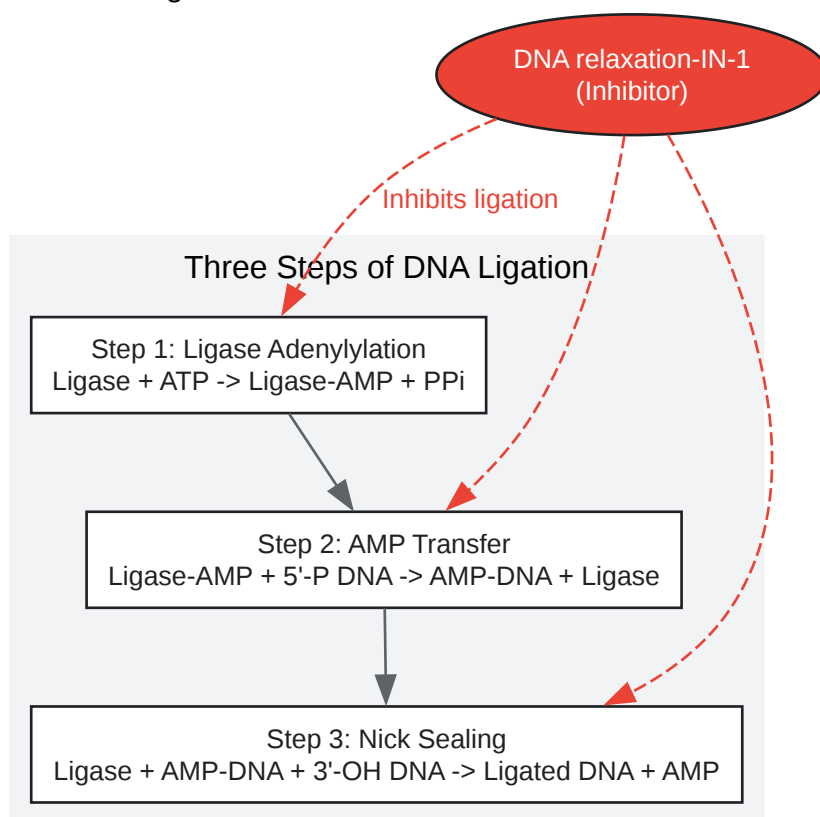 DNA relaxation-IN-1
(Inhibitor)
Inhibits ligation
Three Steps of DNA Ligation
Step 1: Ligase Adenylylation
Ligase + ATP -> Ligase-AMP + PPi
Step 2: AMP Transfer
Ligase-AMP + 5'-P DNA -> AMP-DNA + Ligase
Step 3: Nick Sealing
Ligase + AMP-DNA + 3'-OH DNA -> Ligated DNA + AMP